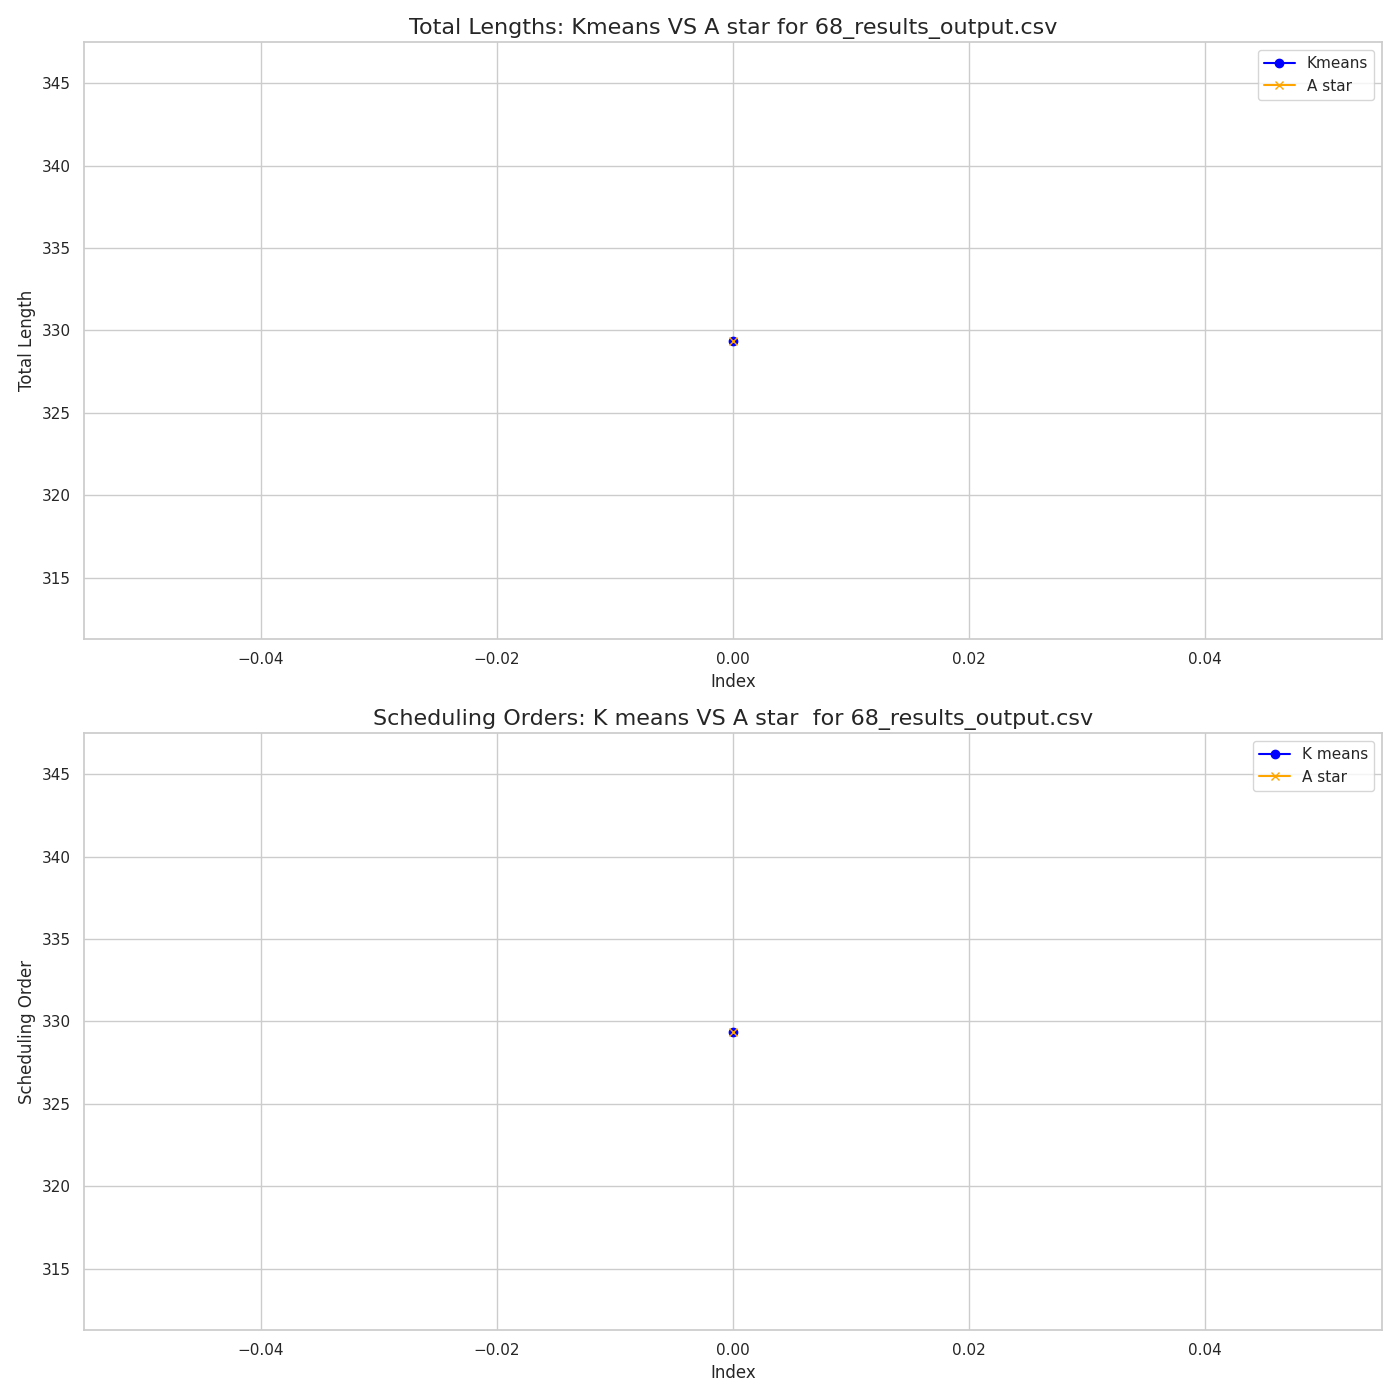 Total Lengths: Kmeans VS A star for 68_results_output.csv
Kmeans
A star
345
340
335
330
325
320
315
Total Length
−0.04
−0.02
0.00
0.02
0.04
Index
Scheduling Orders: K means VS A star  for 68_results_output.csv
K means
A star
345
340
335
330
325
320
315
Scheduling Order
−0.04
−0.02
0.00
0.02
0.04
Index